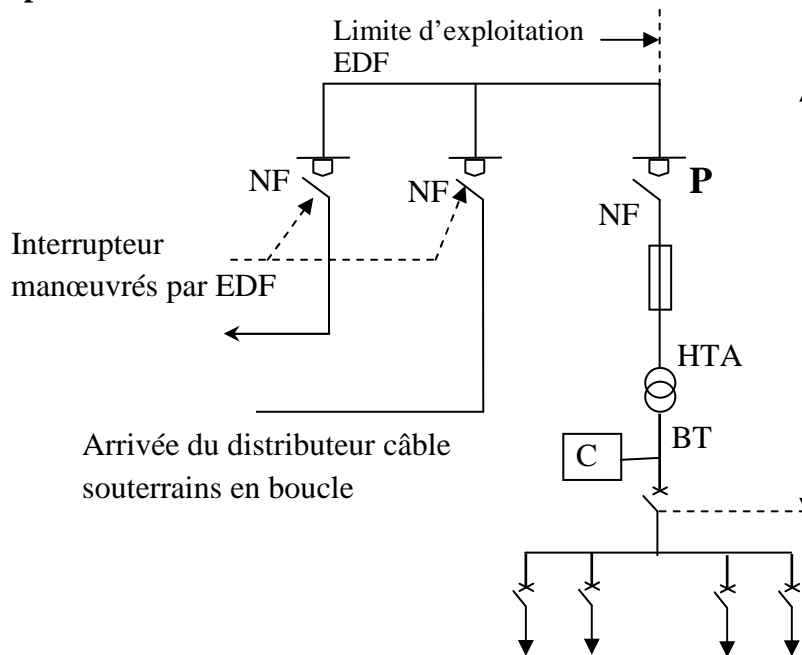 Limite d'exploitation
EDF
NF
NF
P
NF
Interrupteur
manœuvrés par EDF
HTA
BT
C
Arrivée du distributeur câble
souterrains en boucle